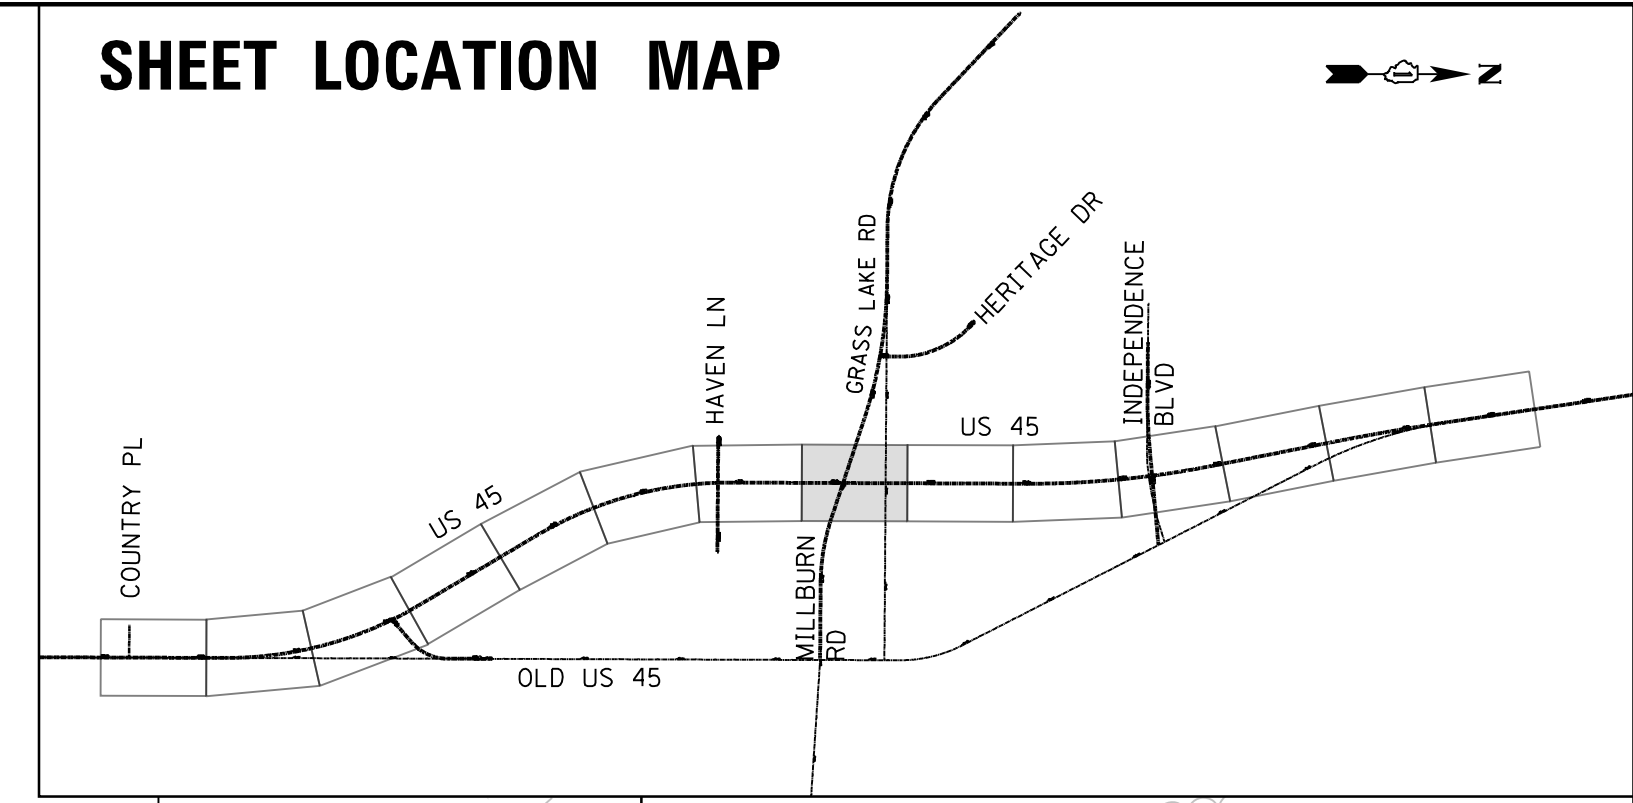 SHEET LOCATION MAP
N
GRASS LAKE RD
HERITAGE DR
INDEPENDENCE
BLVD
HAVEN LN
US 45
COUNTRY PL
US 45
MILLBURN
RD
OLD US 45